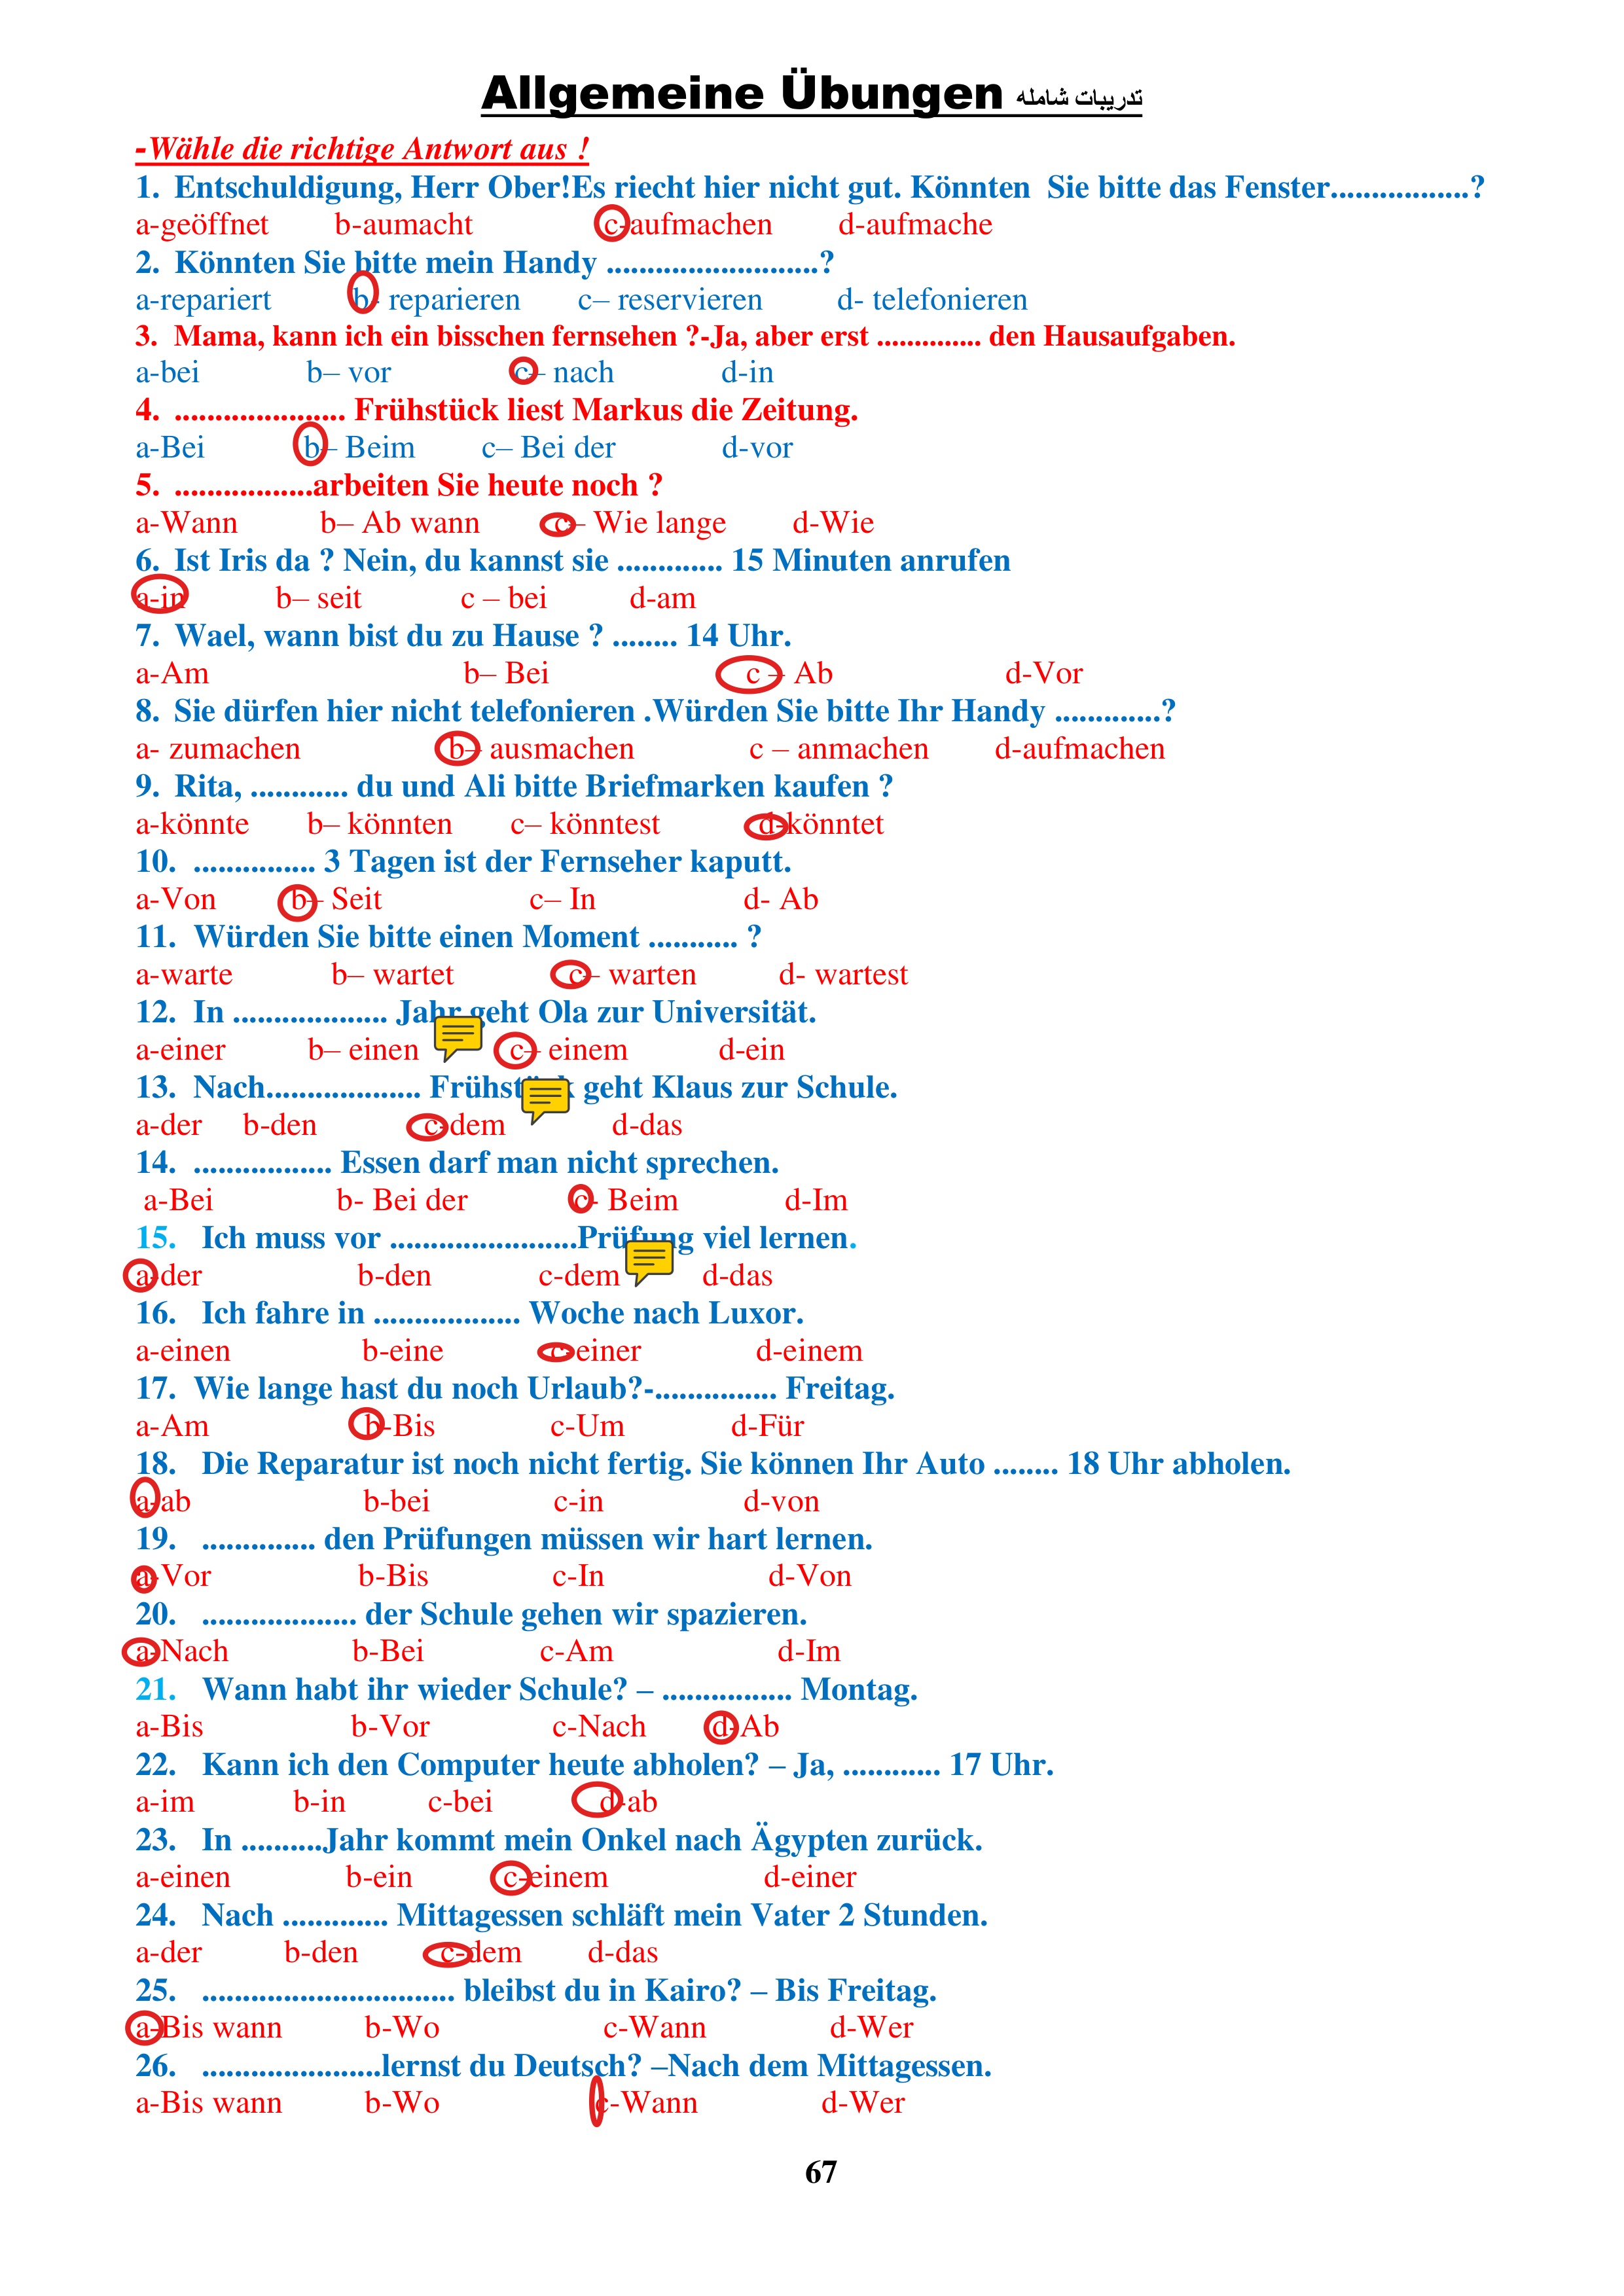 Allgemeine Übungen تدريبات شامله
-Wähle die richtige Antwort aus !
1. Entschuldigung, Herr Ober!Es riecht hier nicht gut. Könnten Sie bitte das Fenster.................?
a-geöffnet b-aumacht c-aufmachen d-aufmache
2. Könnten Sie bitte mein Handy ..........................?
a-repariert b- reparieren c– reservieren d- telefonieren
3. Mama, kann ich ein bisschen fernsehen ?-Ja, aber erst .............. den Hausaufgaben.
a-bei b– vor c– nach d-in
4. ..................... Frühstück liest Markus die Zeitung.
a-Bei b– Beim c– Bei der d-vor
5. .................arbeiten Sie heute noch ?
a-Wann b– Ab wann c– Wie lange d-Wie
6. Ist Iris da ? Nein, du kannst sie ............. 15 Minuten anrufen
a-in b– seit c – bei d-am
7. Wael, wann bist du zu Hause ? ........ 14 Uhr.
a-Am b– Bei c – Ab d-Vor
8. Sie dürfen hier nicht telefonieren .Würden Sie bitte Ihr Handy .............?
a- zumachen b– ausmachen c – anmachen d-aufmachen
9. Rita, ............ du und Ali bitte Briefmarken kaufen ?
a-könnte b– könnten c– könntest d-könntet
10. ............... 3 Tagen ist der Fernseher kaputt.
a-Von b– Seit c– In d- Ab
11. Würden Sie bitte einen Moment ........... ?
a-warte b– wartet c– warten d- wartest
12. In ................... Jahr geht Ola zur Universität.
a-einer b– einen c– einem d-ein
13. Nach................... Frühstück geht Klaus zur Schule.
a-der b-den c-dem d-das
14. ................. Essen darf man nicht sprechen.
a-Bei b- Bei der c- Beim d-Im
15. Ich muss vor .......................Prüfung viel lernen.
a-der b-den c-dem d-das
16. Ich fahre in .................. Woche nach Luxor.
a-einen b-eine c-einer d-einem
17. Wie lange hast du noch Urlaub?-............... Freitag.
a-Am b-Bis c-Um d-Für
18. Die Reparatur ist noch nicht fertig. Sie können Ihr Auto ........ 18 Uhr abholen.
a-ab b-bei c-in d-von
19. .............. den Prüfungen müssen wir hart lernen.
a-Vor b-Bis c-In d-Von
20. ................... der Schule gehen wir spazieren.
a-Nach b-Bei c-Am d-Im
21. Wann habt ihr wieder Schule? – ................ Montag.
a-Bis b-Vor c-Nach d-Ab
22. Kann ich den Computer heute abholen? – Ja, ............ 17 Uhr.
a-im b-in c-bei d-ab
23. In ..........Jahr kommt mein Onkel nach Ägypten zurück.
a-einen b-ein c-einem d-einer
24. Nach ............. Mittagessen schläft mein Vater 2 Stunden.
a-der b-den c-dem d-das
25. ............................... bleibst du in Kairo? – Bis Freitag.
a-Bis wann b-Wo c-Wann d-Wer
26. ......................lernst du Deutsch? –Nach dem Mittagessen.
a-Bis wann b-Wo c-Wann d-Wer
67